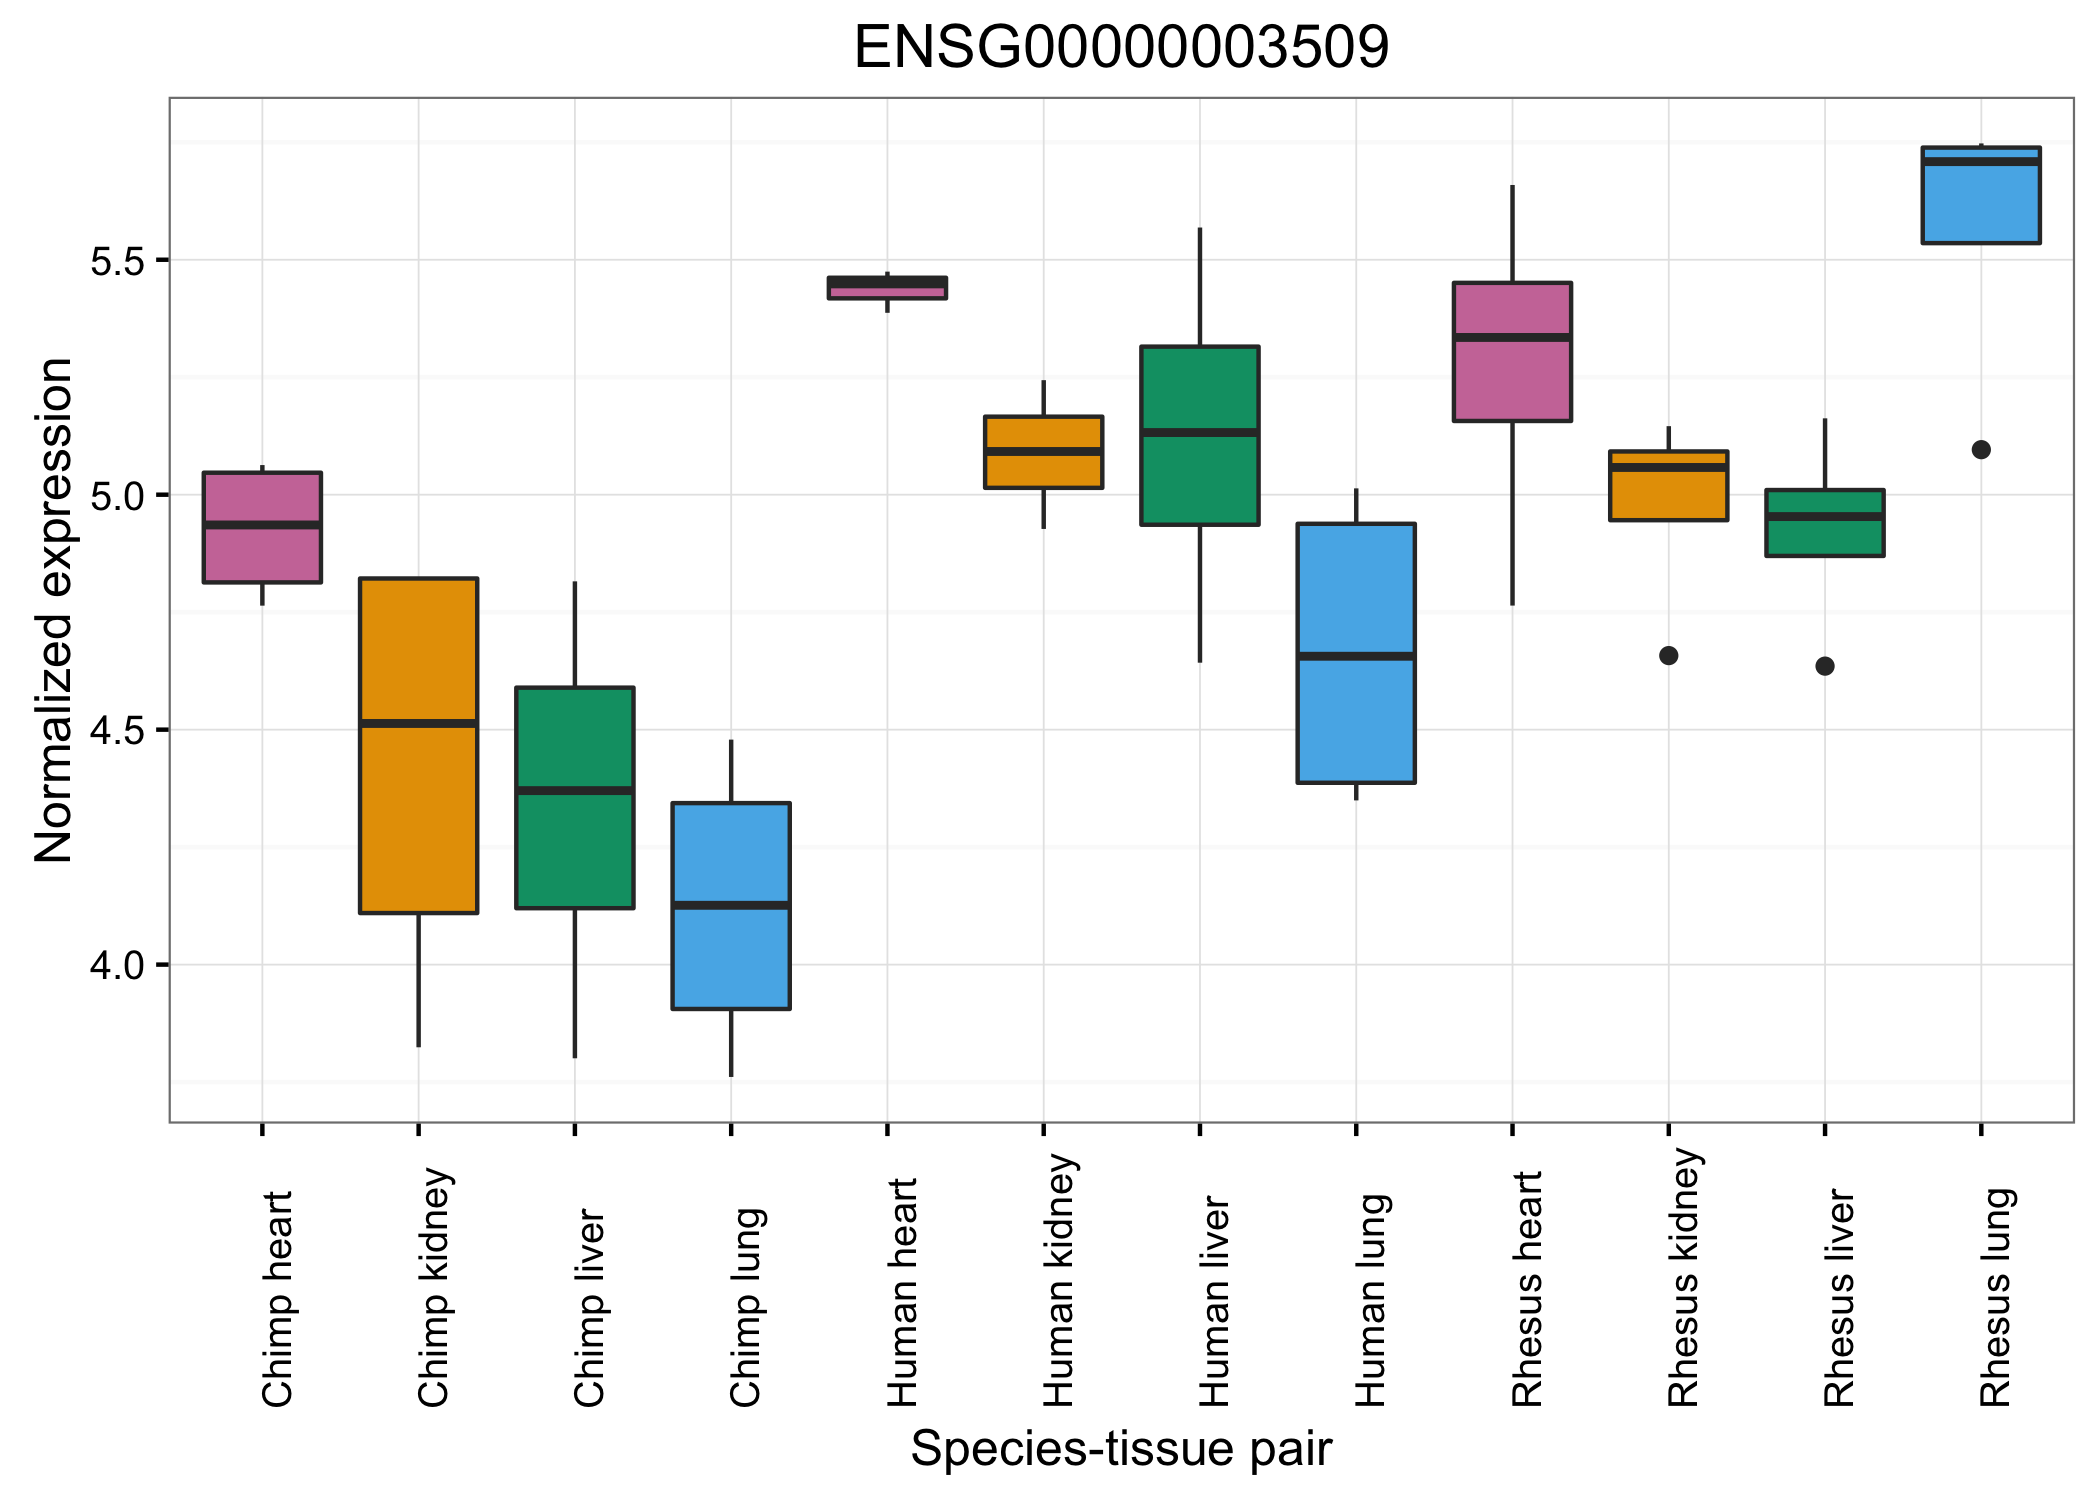 ENSG00000003509
Normalized expression
5.5
5.0
4.5
4.0
Chimp heart
Chimp kidney
Chimp liver
Chimp lung
Human heart
Human kidney
Human liver
Human lung
Rhesus heart
Rhesus kidney
Rhesus liver
Rhesus lung
Species-tissue pair